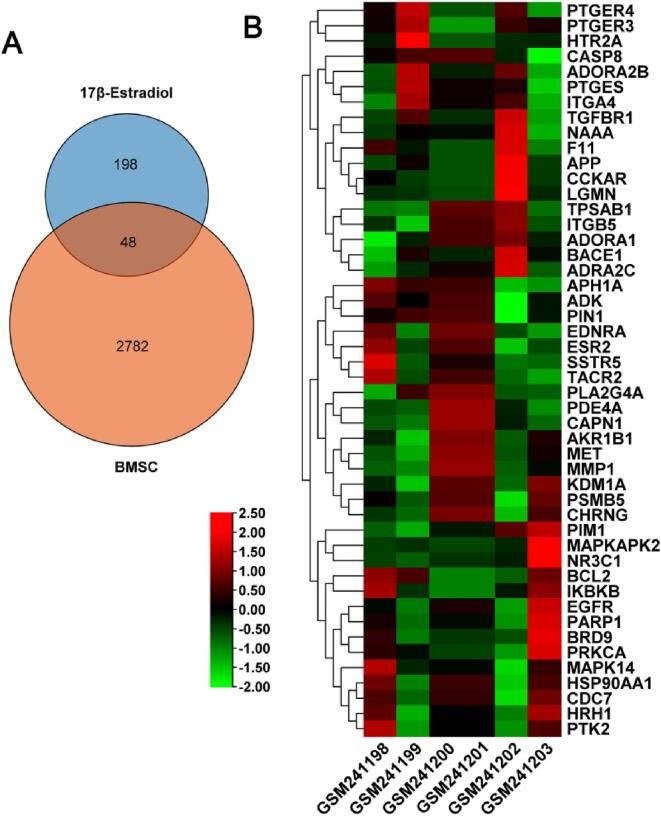 A
17β-Estradiol
198
48
2782
BMSC
2.50
2.00
1.50
1.00
0.50
0.00
-0.50
-1.00
-1.50
-2.00
B
PTGER4
PTGER3
HTR2A
CASP8
ADORA2B
PTGES
ITGA4
TGFBR1
NAAA
F11
APP
CCKAR
LGMN
TPSAB1
ITGB5
ADORA1
BACE1
ADRA2C
APH1A
ADK
PIN1
EDNRA
ESR2
SSTR5
TACR2
PLA2G4A
PDE4A
CAPN1
AKR1B1
MET
MMP1
KDM1A
PSMB5
CHRNG
PIM1
MAPKAPK2
NR3C1
BCL2
IKBKB
EGFR
PARP1
BRD9
PRKCA
MAPK14
HSP90AA1
CDC7
HRH1
PTK2
GSM241198
GSM241199
GSM241200
GSM241201
GSM241202
GSM241203